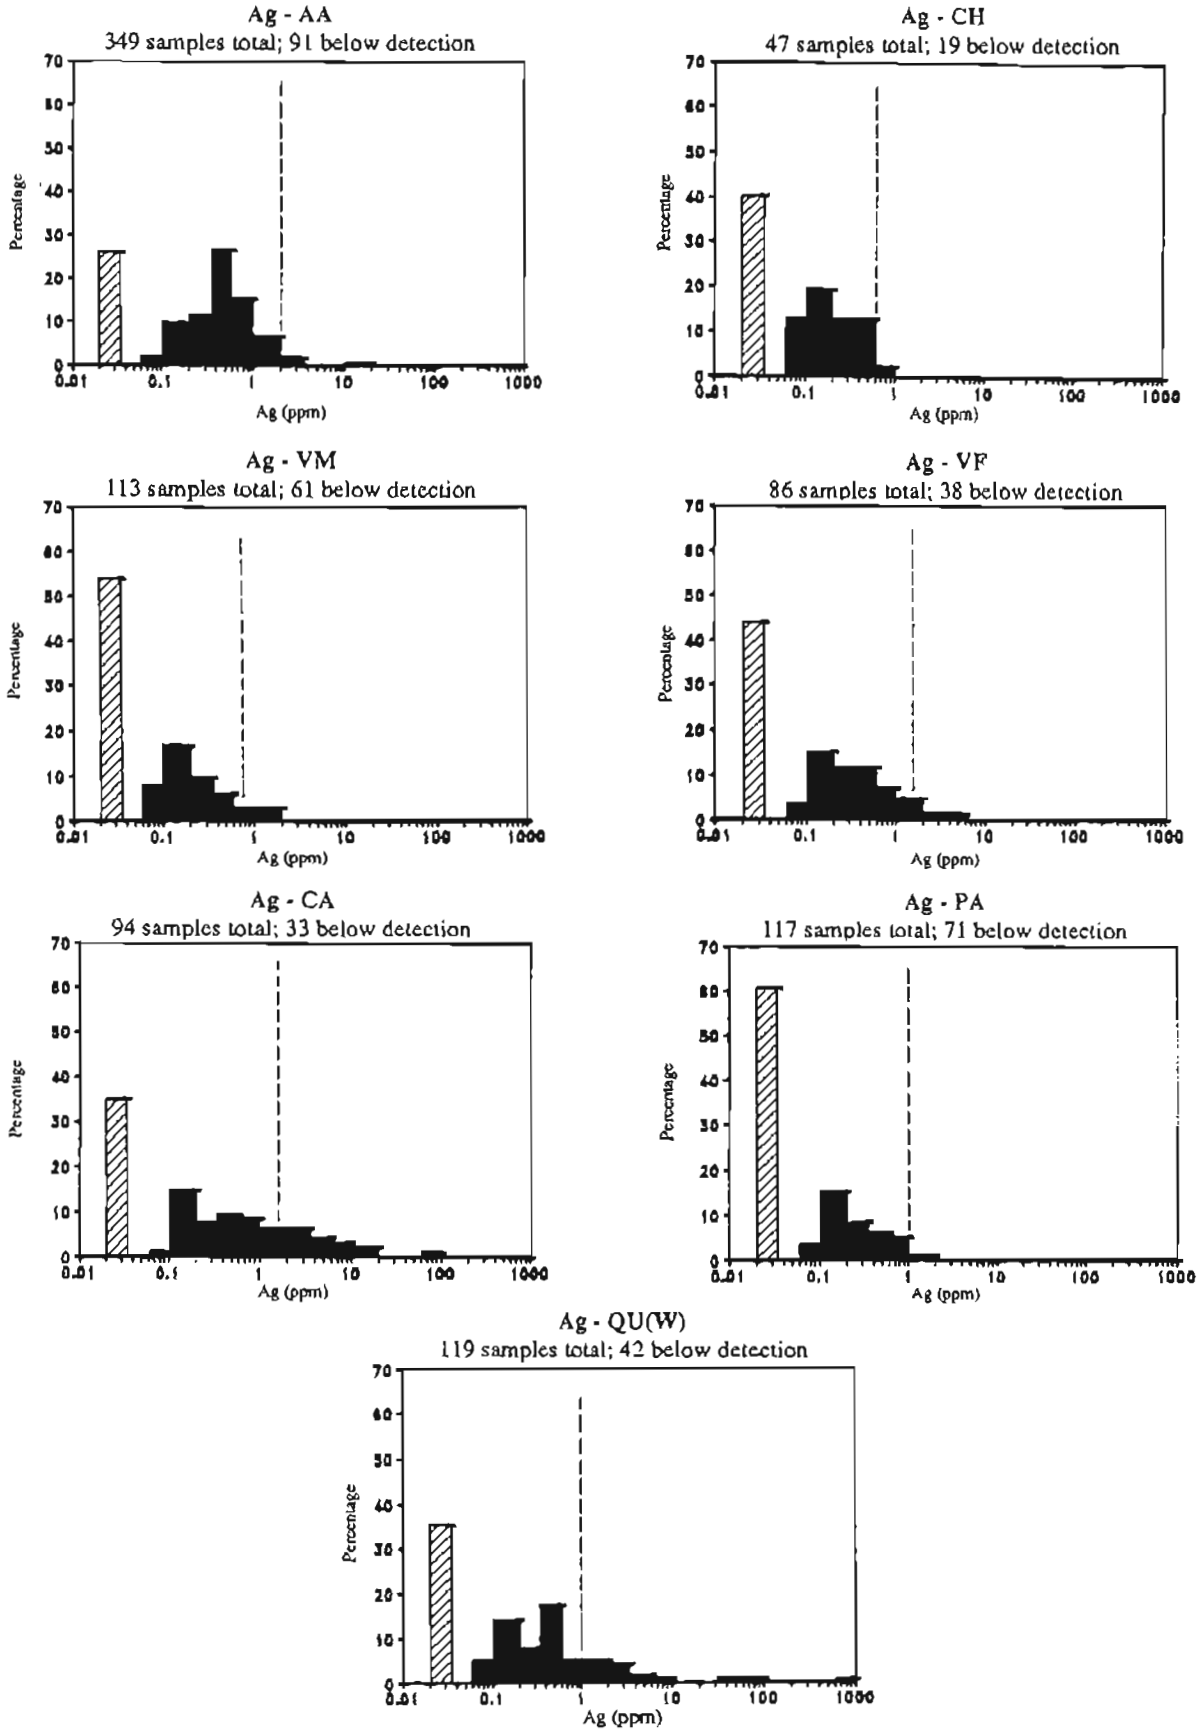 Ag - AA
349 samples total; 91 below detection
70
60
50
40
30
20
10
0
Percentage
0.01 0.1 1 10 100 1000
Ag (ppm)
Ag - CH
47 samples total; 19 below detection
70
60
50
40
30
20
10
0
Percentage
0.01 0.1 1 10 100 1000
Ag (ppm)
Ag - VM
113 samples total; 61 below detection
70
60
50
40
30
20
10
0
Percentage
0.01 0.1 1 10 100 1000
Ag (ppm)
Ag - VF
86 samples total; 38 below detection
70
60
50
40
30
20
10
0
Percentage
0.01 0.1 1 10 100 1000
Ag (ppm)
Ag - CA
94 samples total; 33 below detection
70
60
50
40
30
20
10
0
Percentage
0.01 0.1 1 10 100 1000
Ag (ppm)
Ag - PA
117 samples total; 71 below detection
70
60
50
40
30
20
10
0
Percentage
0.01 0.1 1 10 100 1000
Ag (ppm)
Ag - QU(W)
119 samples total; 42 below detection
70
60
50
40
30
20
10
0
Percentage
0.01 0.1 1 10 100 1000
Ag (ppm)